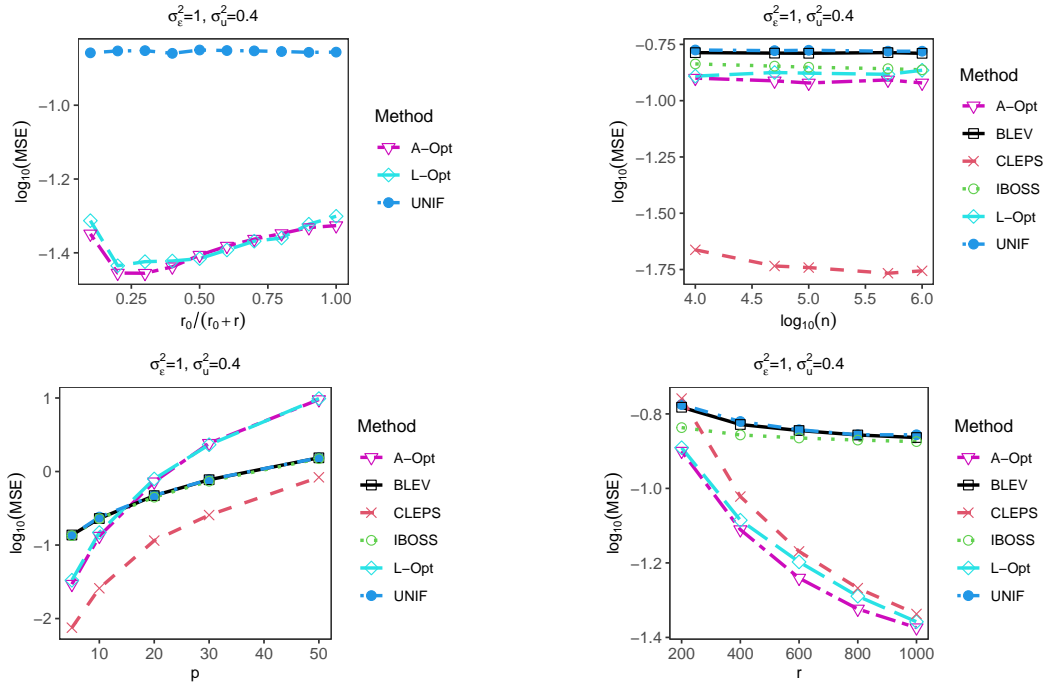 σ²ε=1, σ²u=0.4
log₁₀(MSE)
−1.0
−1.2
−1.4
0.25 0.50 0.75 1.00
r₀/(r₀+r)
Method
A−Opt
L−Opt
UNIF
σ²ε=1, σ²u=0.4
log₁₀(MSE)
−0.75
−1.00
−1.25
−1.50
−1.75
4.0 4.5 5.0 5.5 6.0
log₁₀(n)
Method
A−Opt
BLEV
CLEPS
IBOSS
L−Opt
UNIF
σ²ε=1, σ²u=0.4
log₁₀(MSE)
1
0
−1
−2
10 20 30 40 50
p
Method
A−Opt
BLEV
CLEPS
IBOSS
L−Opt
UNIF
σ²ε=1, σ²u=0.4
log₁₀(MSE)
−0.8
−1.0
−1.2
−1.4
200 400 600 800 1000
r
Method
A−Opt
BLEV
CLEPS
IBOSS
L−Opt
UNIF